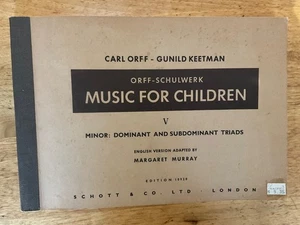 CARL ORFF - GUNILD KEETMAN
ORFF-SCHULWERK
MUSIC FOR CHILDREN
V
MINOR: DOMINANT AND SUBDOMINANT TRIADS
ENGLISH VERSION ADAPTED BY
MARGARET MURRAY
SCHOTT & CO. LTD · LONDON